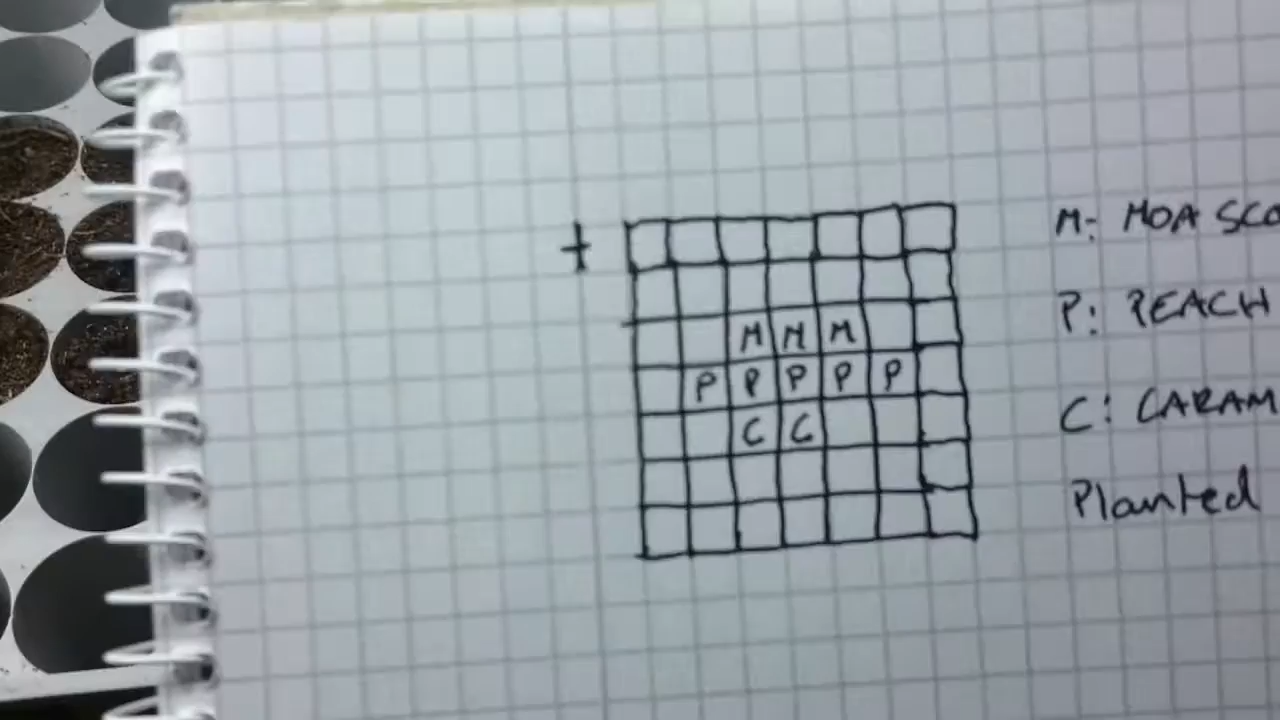 +
M: MOA SCO
M M M
P: PEACH
P P P P P
C: CARAM
C C
Planted